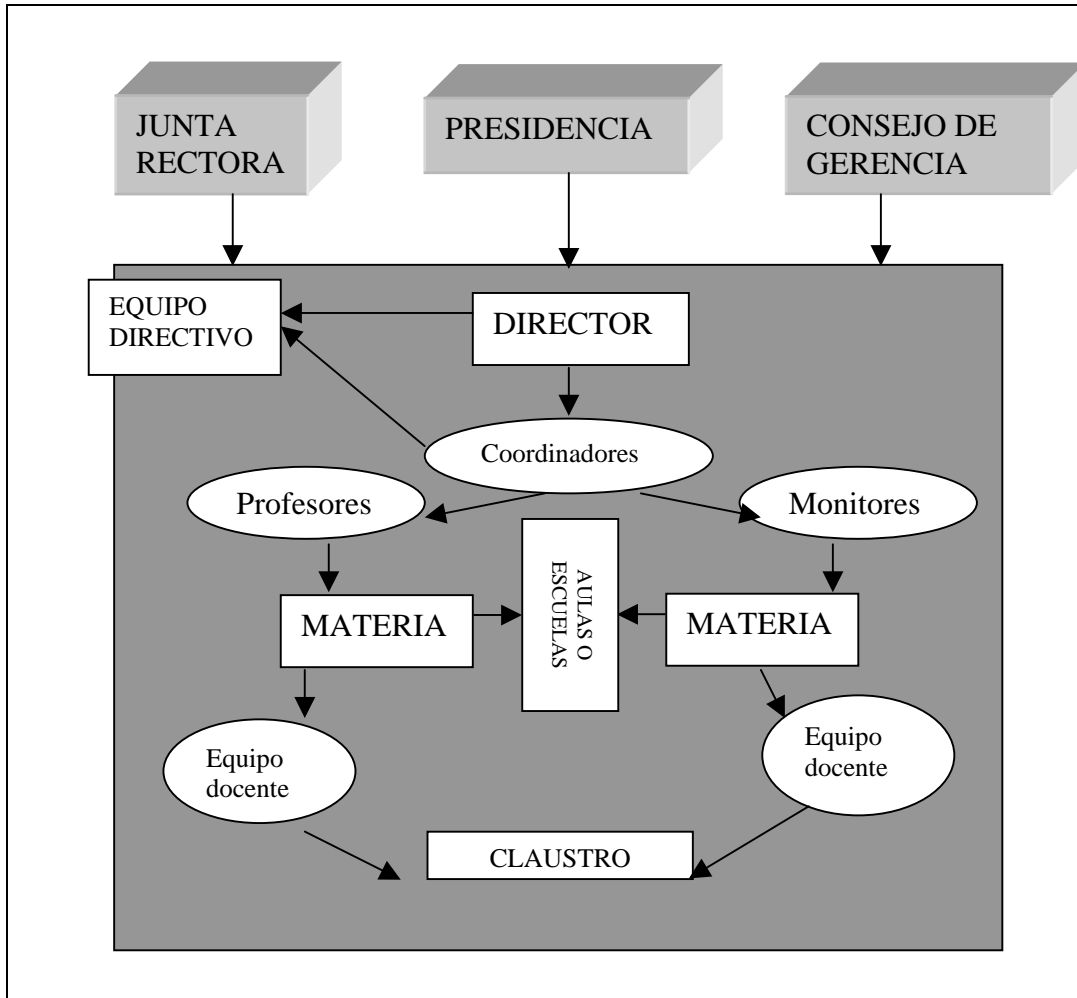 JUNTA
RECTORA
PRESIDENCIA
CONSEJO DE
GERENCIA
EQUIPO
DIRECTIVO
DIRECTOR
Coordinadores
Profesores
Monitores
AULAS O
ESCUELAS
MATERIA
MATERIA
Equipo
docente
Equipo
docente
CLAUSTRO